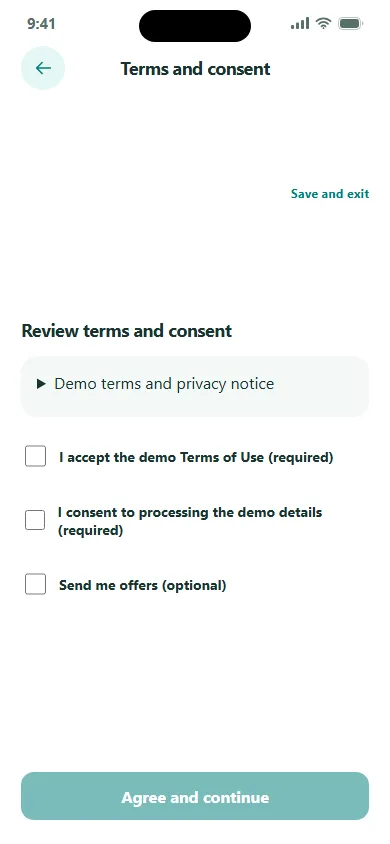 9:41
Terms and consent
Save and exit
Review terms and consent
Demo terms and privacy notice
I accept the demo Terms of Use (required)
I consent to processing the demo details
(required)
Send me offers (optional)
Agree and continue